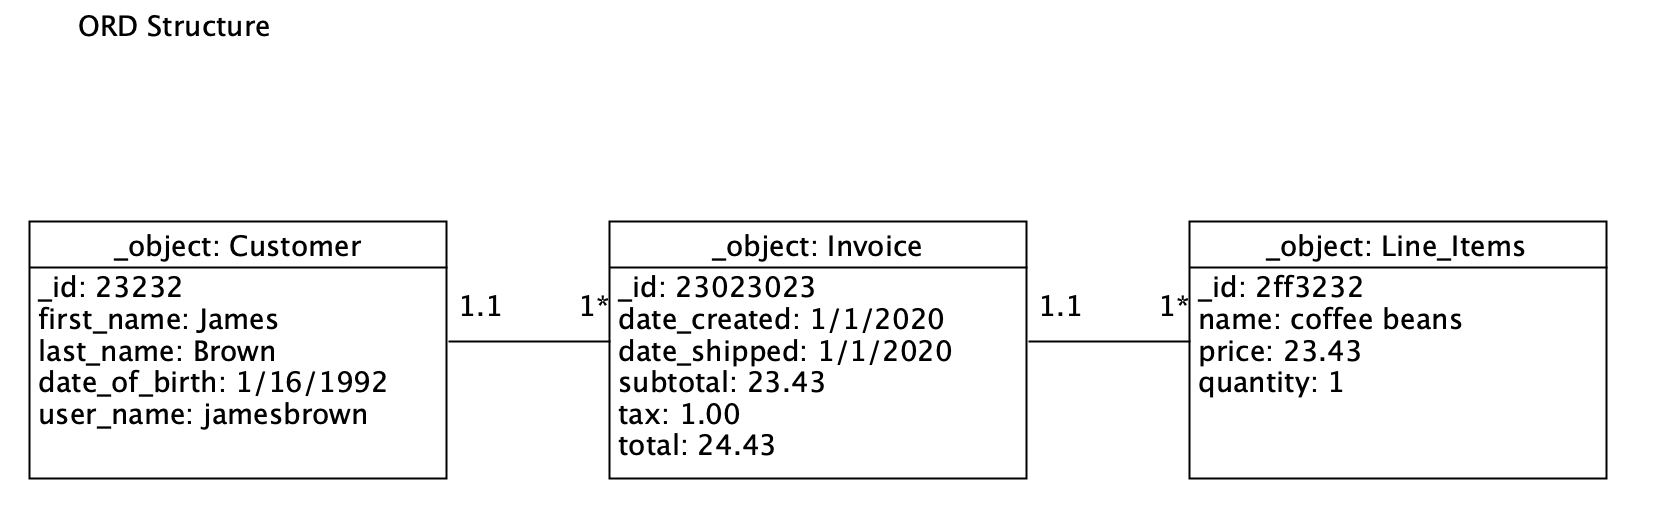 ORD Structure
_object: Customer
_id: 23232
first_name: James
last_name: Brown
date_of_birth: 1/16/1992
user_name: jamesbrown
1.1
1*
_object: Invoice
_id: 23023023
date_created: 1/1/2020
date_shipped: 1/1/2020
subtotal: 23.43
tax: 1.00
total: 24.43
1.1
1*
_object: Line_Items
_id: 2ff3232
name: coffee beans
price: 23.43
quantity: 1